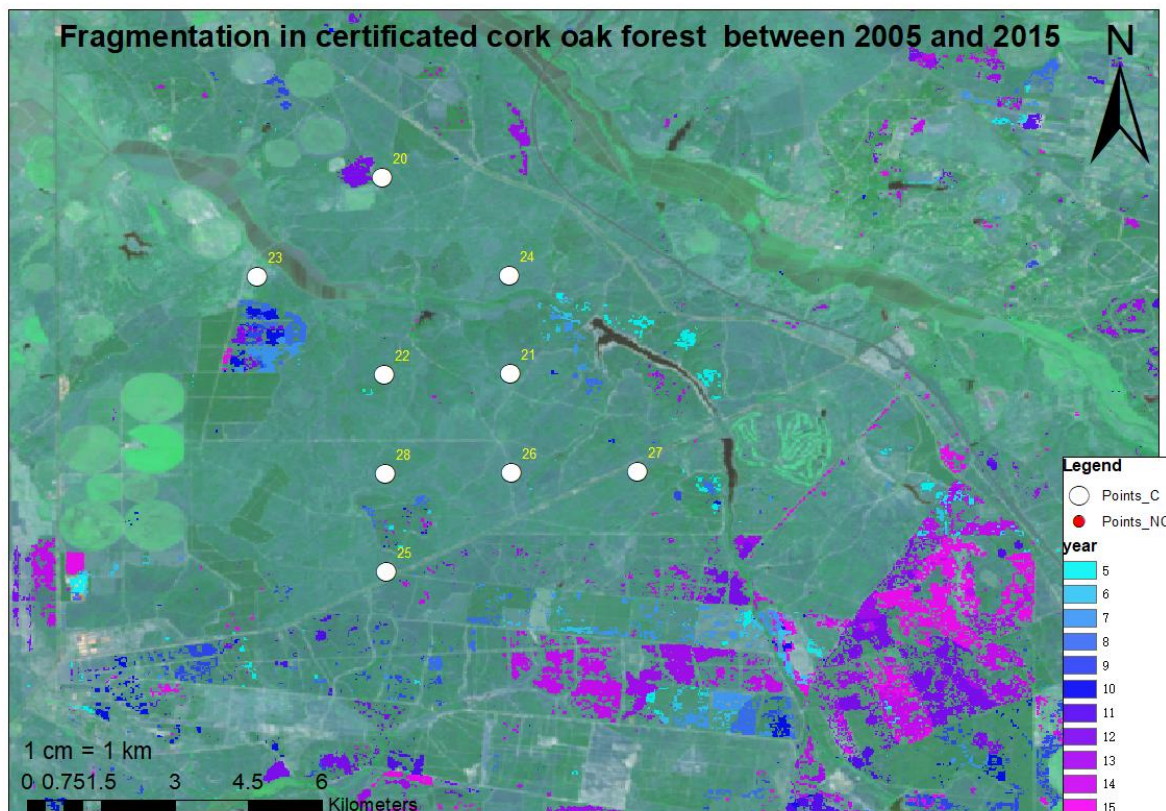 Fragmentation in certificated cork oak forest between 2005 and 2015
N
20
23
24
22
21
28
26
27
25
Legend
Points_C
Points_NC
year
5
6
7
8
9
10
11
12
13
14
15
1 cm = 1 km
0 0.75 1.5 3 4.5 6
Kilometers